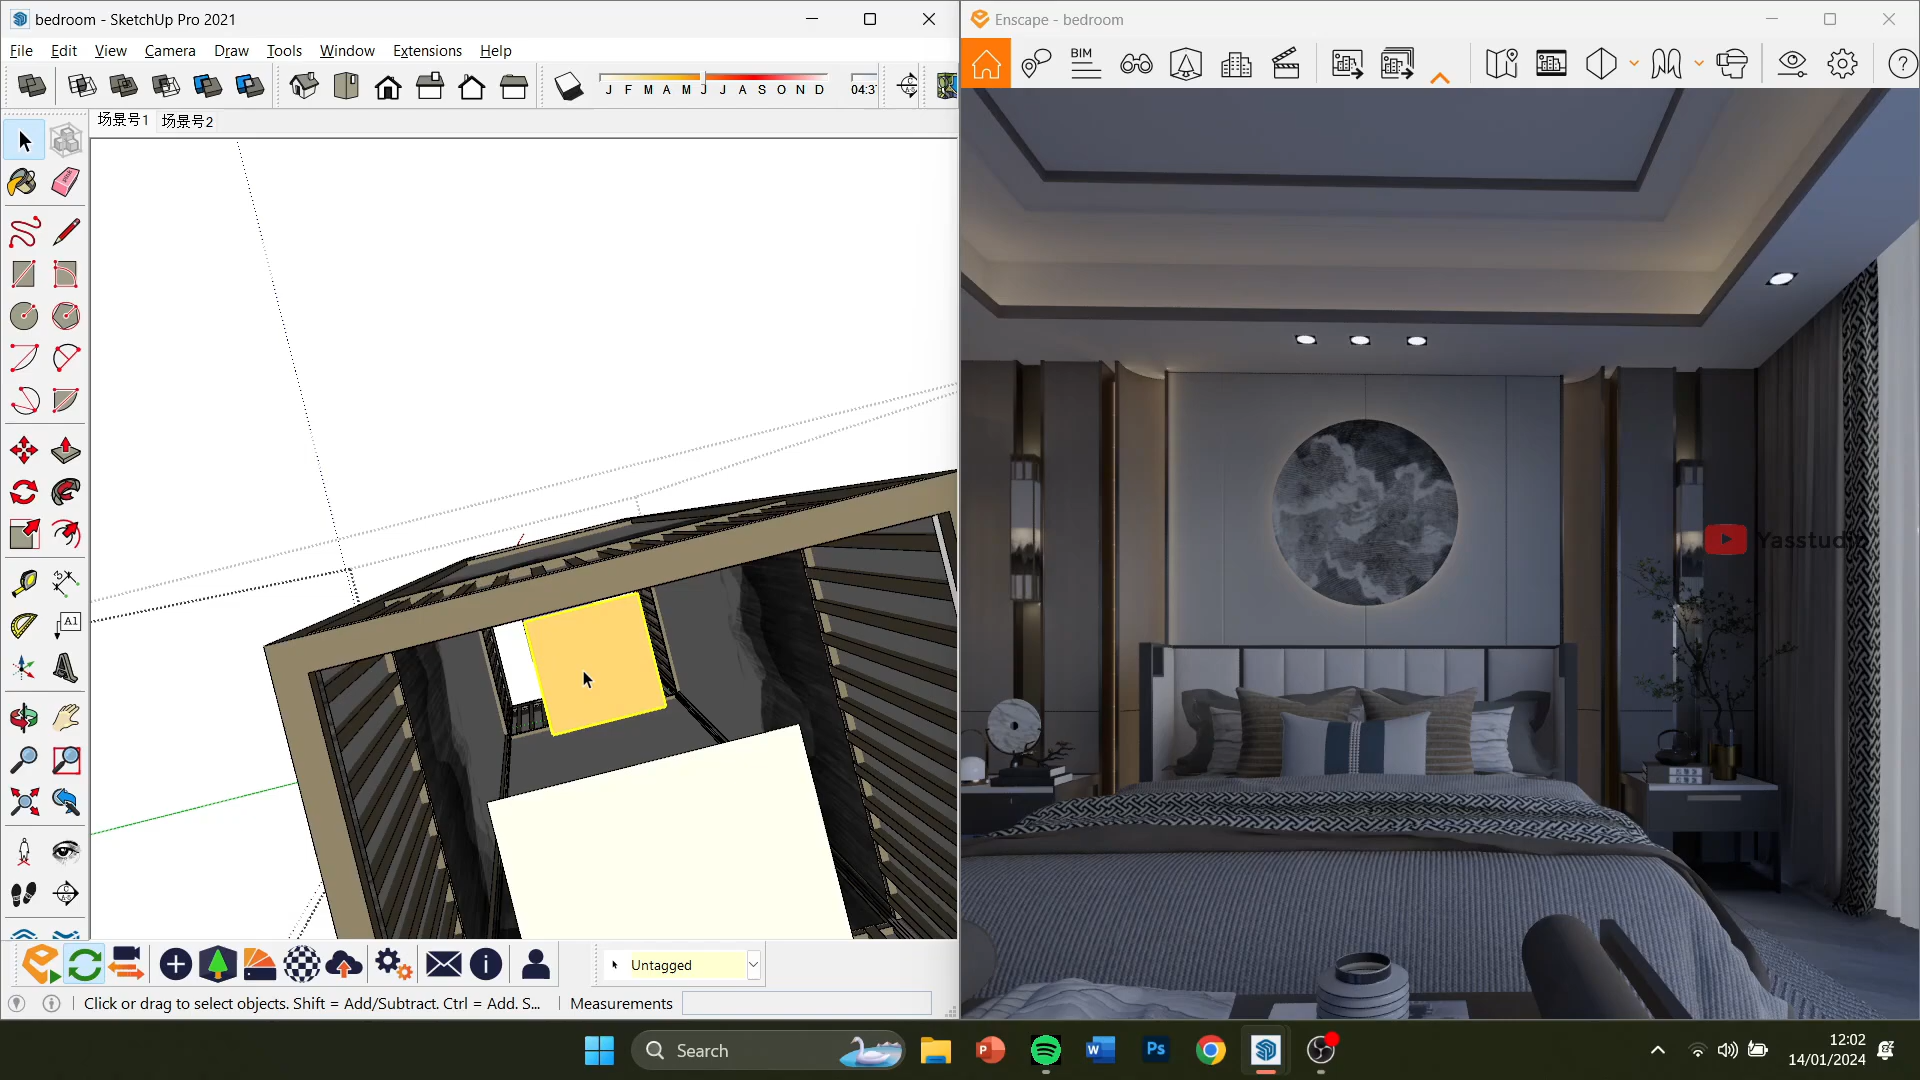 bedroom - SketchUp Pro 2021
File Edit View Camera Draw Tools Window Extensions Help
J F M A M J J A S O N D
04:3
场景号1 场景号2
A1
Untagged
Click or drag to select objects. Shift = Add/Subtract. Ctrl = Add. S...
Measurements
Enscape - bedroom
BIM
?
Yasstudio
Search
P
W
Ps
12:02
14/01/2024